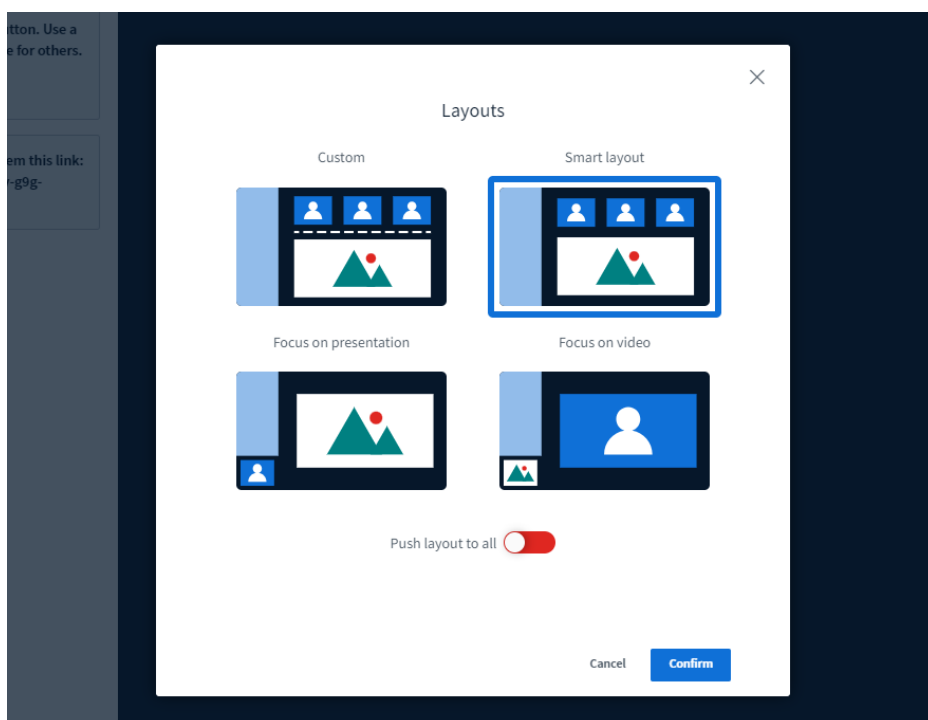 Use a
e for others.
em this link:
-g9g-
Layouts
Custom
Smart layout
Focus on presentation
Focus on video
Push layout to all
Cancel
Confirm